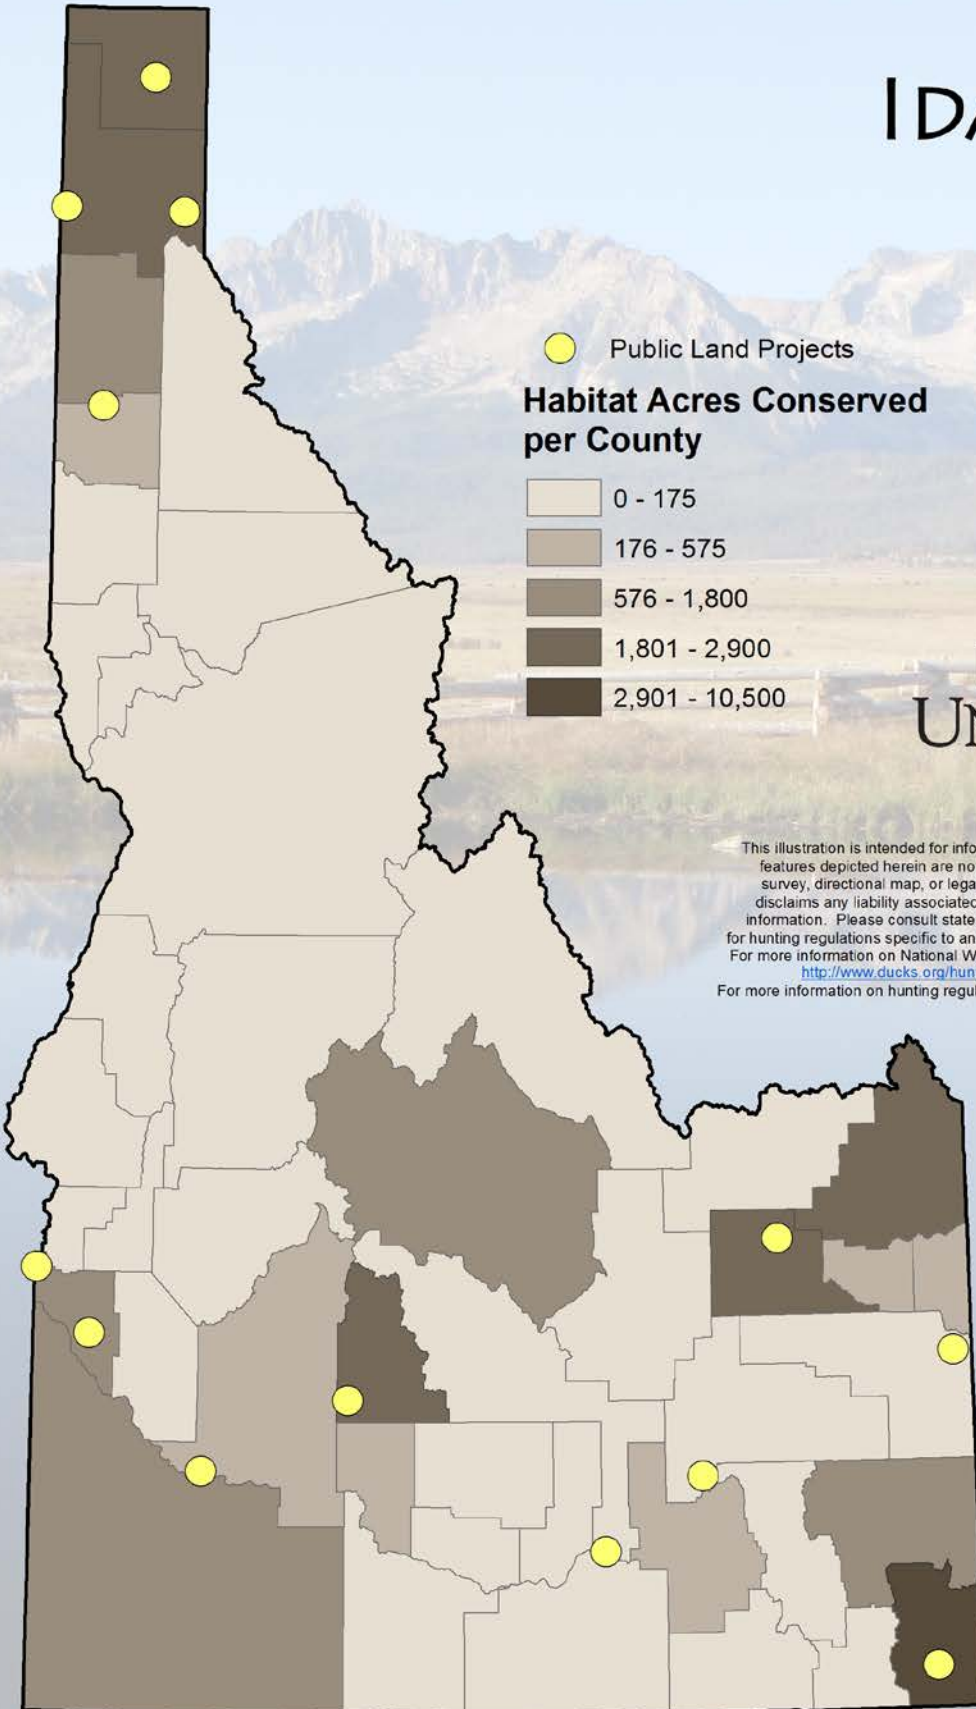 IDA
Public Land Projects
Habitat Acres Conserved
per County
0 - 175
176 - 575
576 - 1,800
1,801 - 2,900
2,901 - 10,500
UN
This illustration is intended for info
features depicted herein are no
survey, directional map, or lega
disclaims any liability associated
information. Please consult state
for hunting regulations specific to an
For more information on National W
http://www.ducks.org/hun
For more information on hunting regul